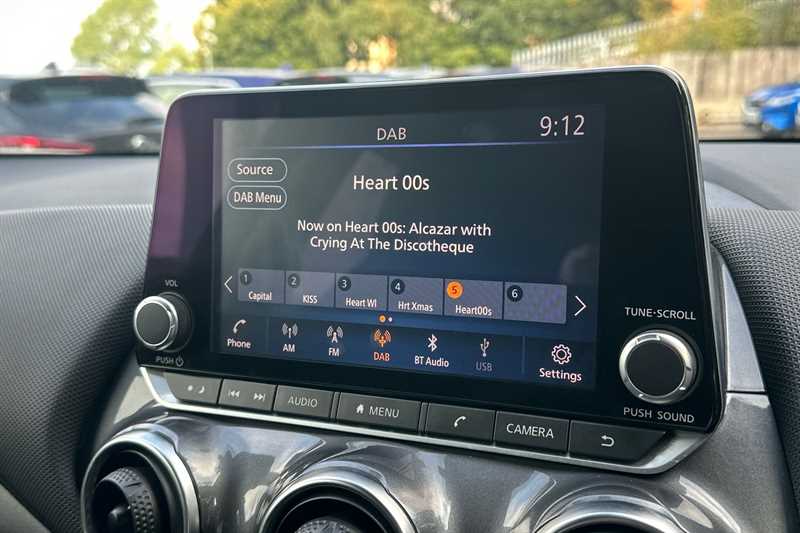 DAB
9:12
Source
DAB Menu
Heart 00s
Now on Heart 00s: Alcazar with
Crying At The Discotheque
1 Capital
2 KISS
3 Heart WI
4 Hrt Xmas
5 Heart00s
6
Phone
AM
FM
DAB
BT Audio
USB
Settings
VOL
PUSH
TUNE·SCROLL
PUSH SOUND
AUDIO
MENU
CAMERA